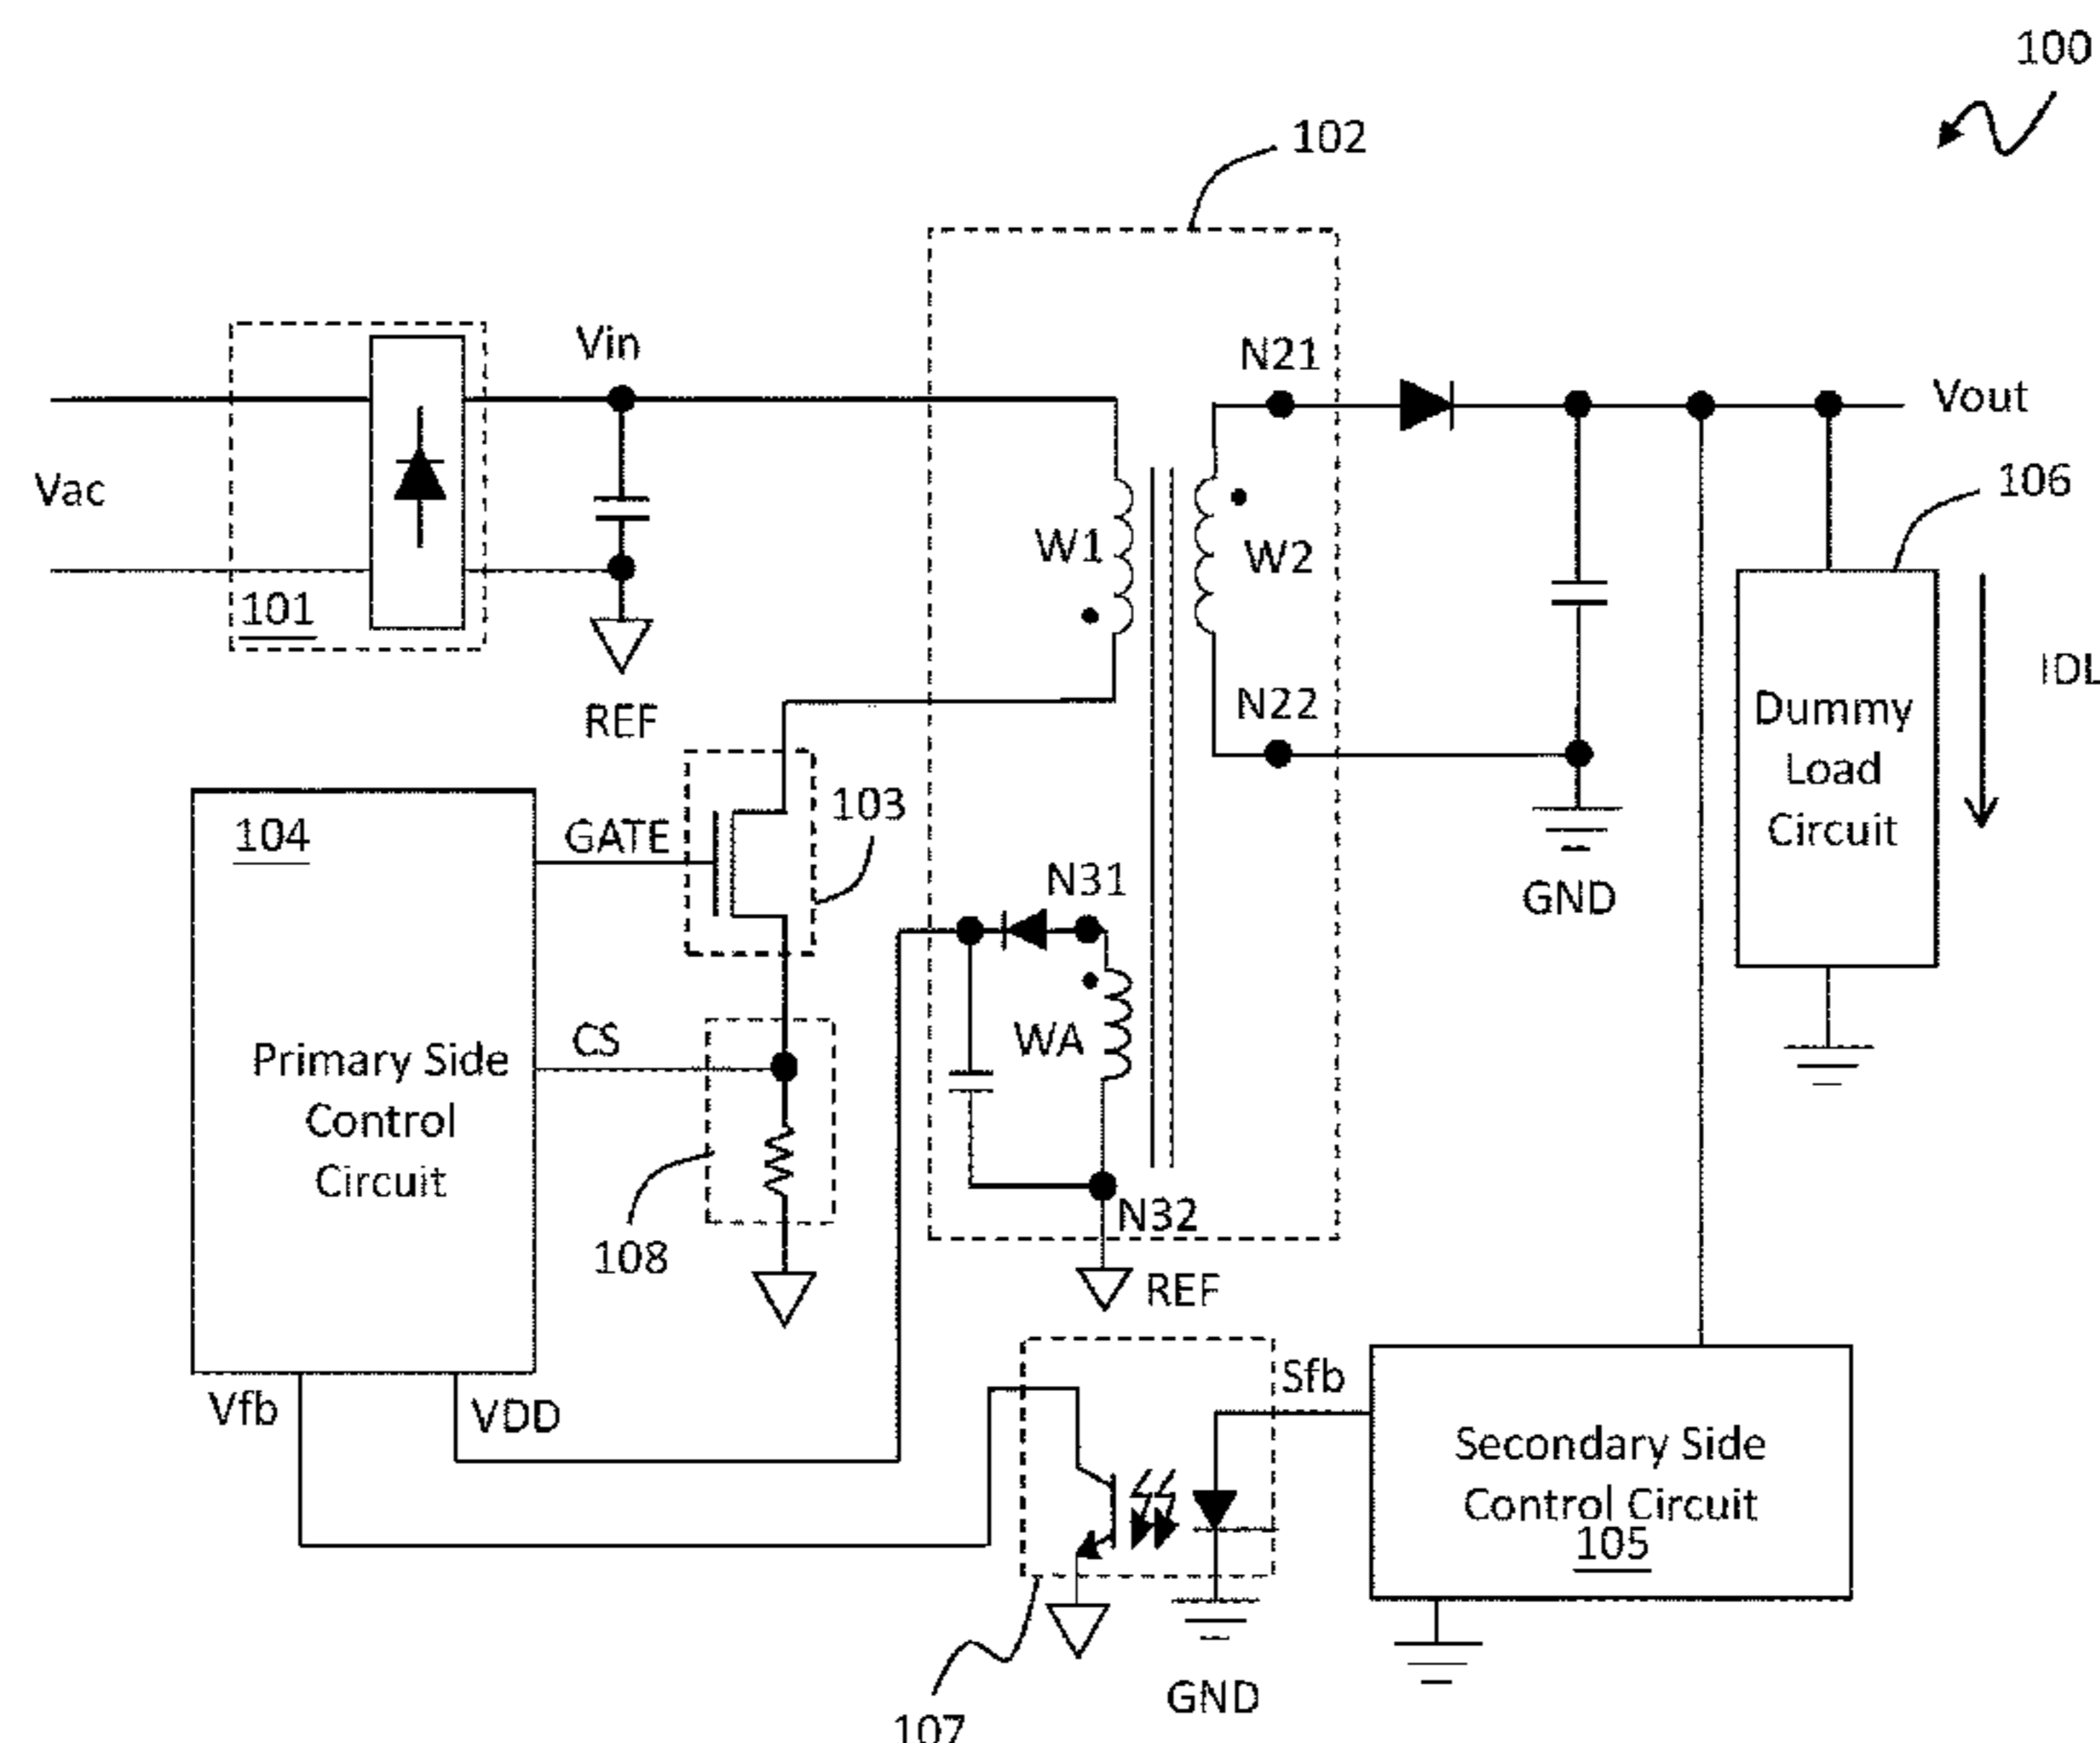 100
102
Vin
N21
Vout
Vac
106
W1
W2
101
IDL
REF
N22
Dummy
Load
Circuit
103
104
GATE
N31
GND
CS
WA
Primary Side
Control
Circuit
N32
108
REF
Sfb
Vfb
VDD
Secondary Side
Control Circuit
105
GND
107